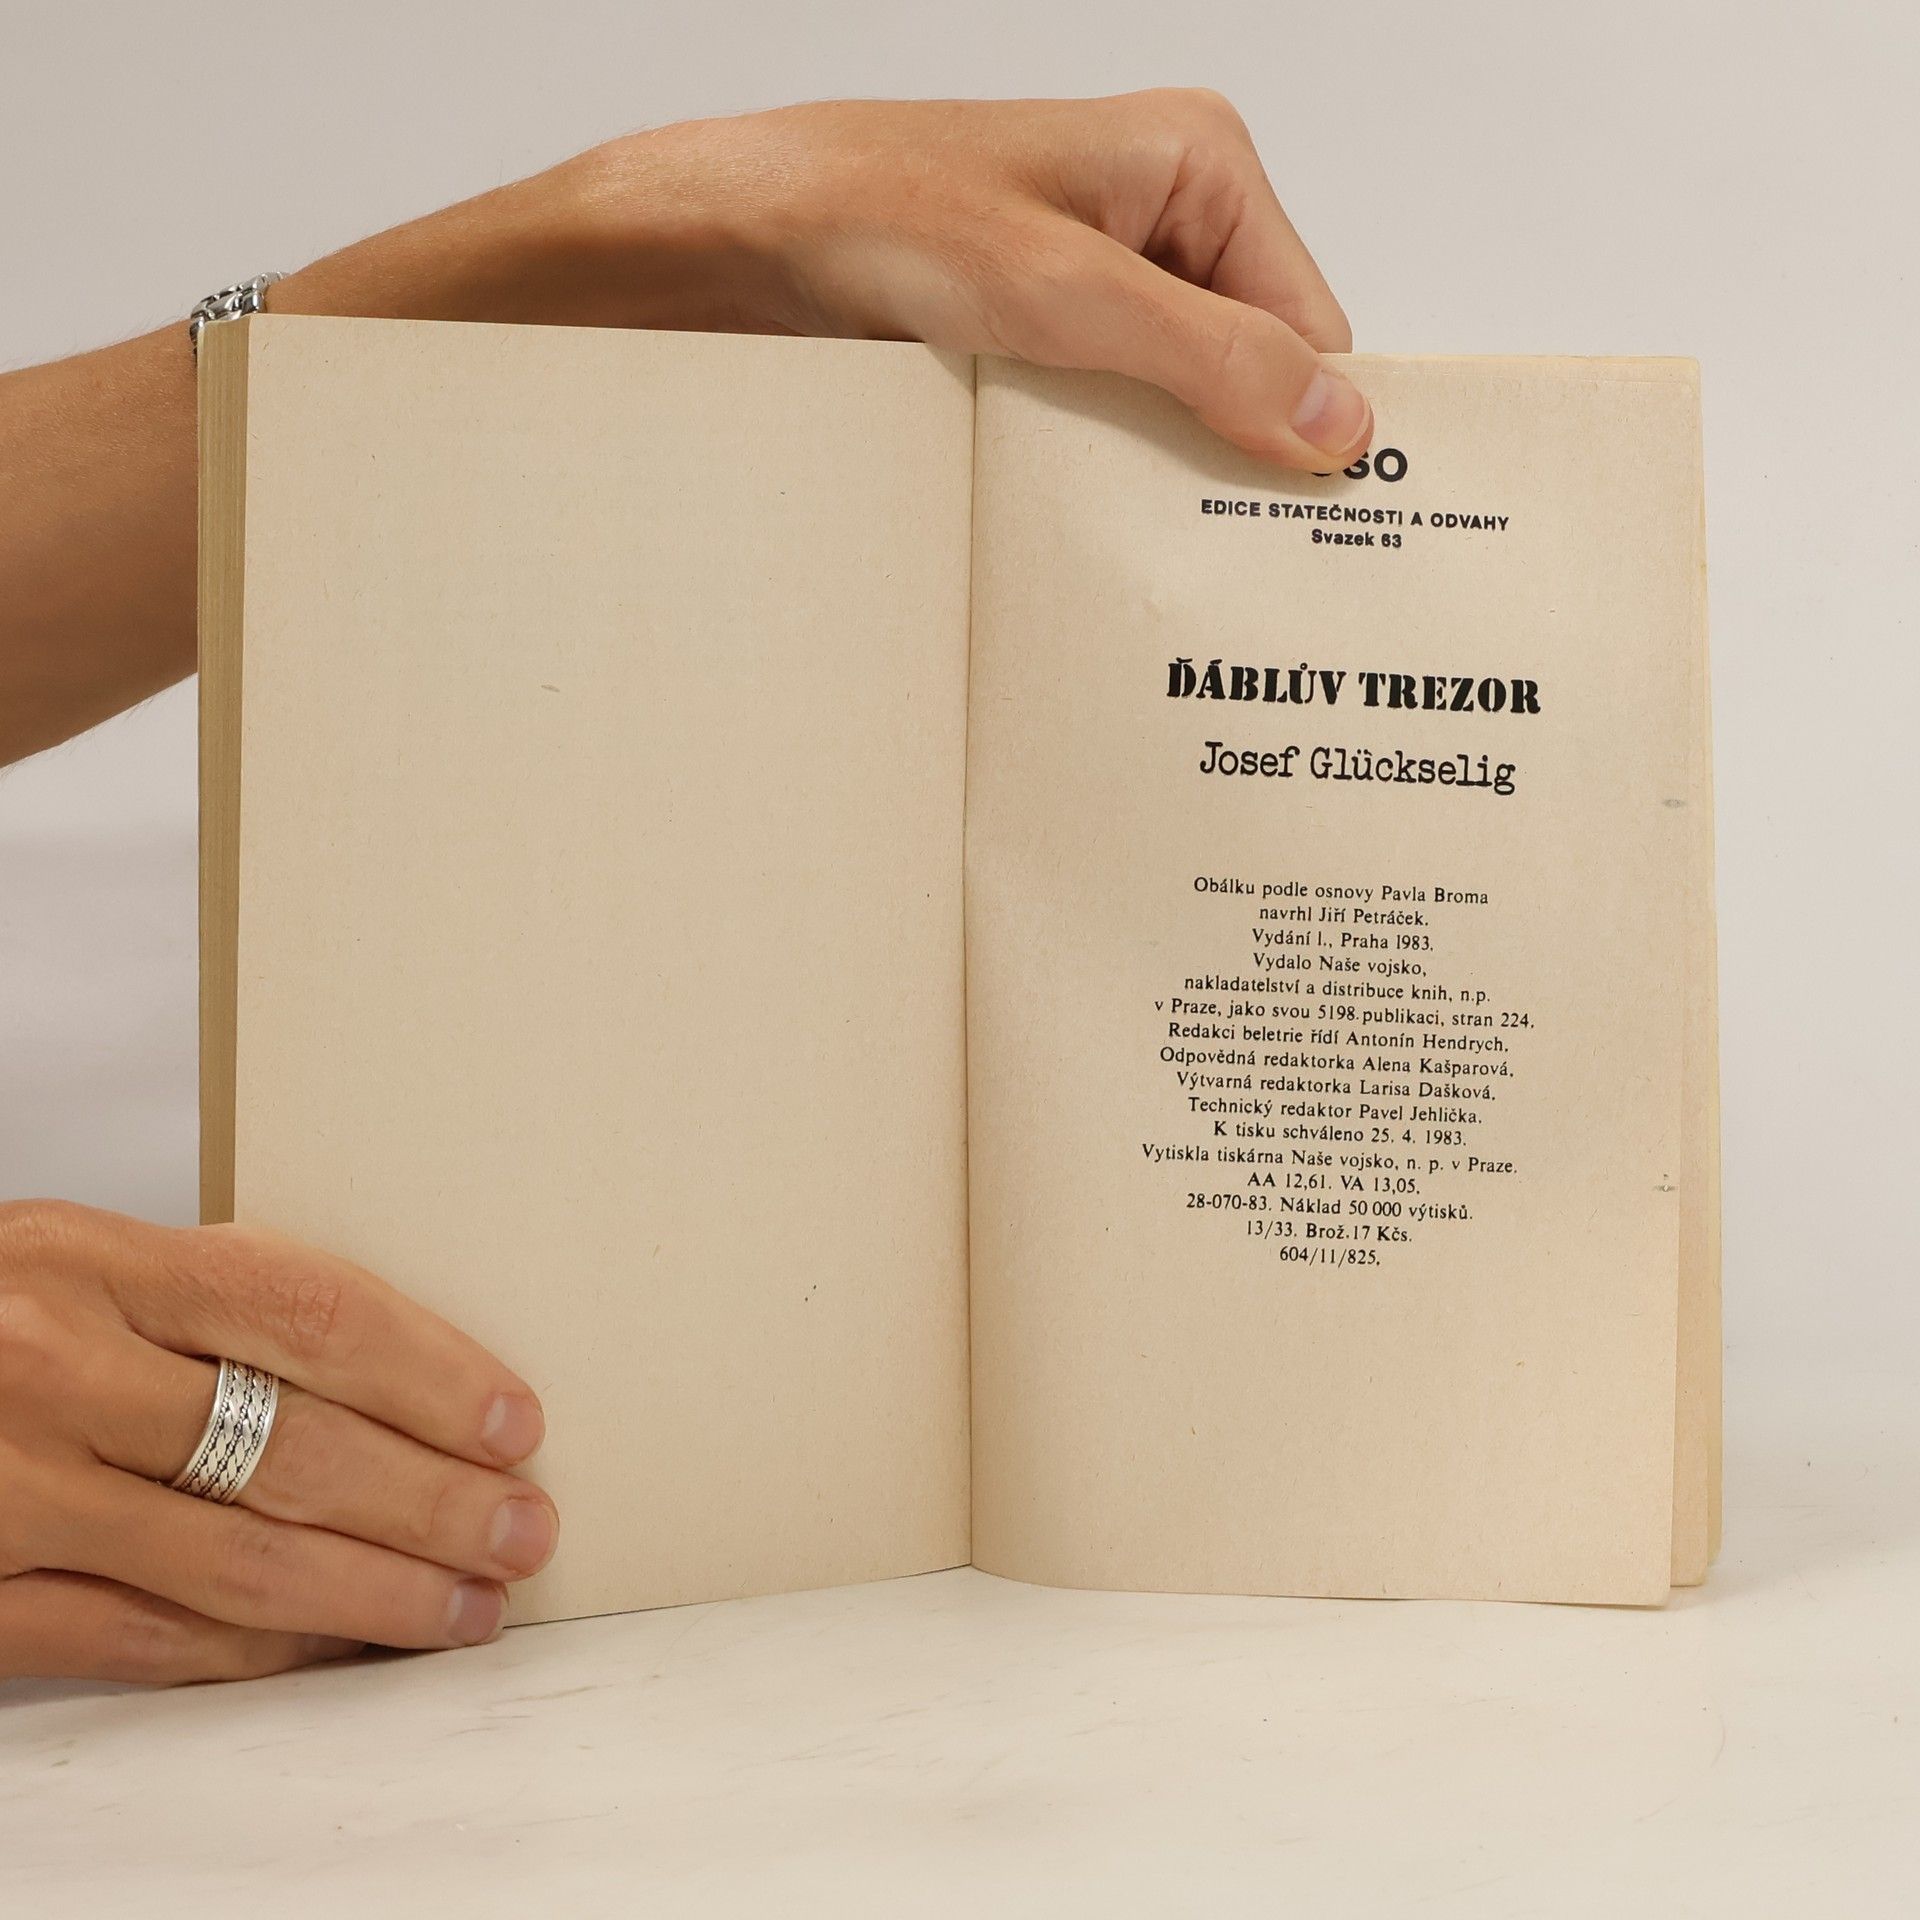 EDICE STATEČNOSTI A ODVAHY
Svazek 63
ĎÁBLŮV TREZOR
Josef Glückselig
Obálku podle osnovy Pavla Broma
navrhl Jiří Petráček.
Vydání I., Praha 1983.
Vydalo Naše vojsko,
nakladatelství a distribuce knih, n.p.
v Praze, jako svou 5198. publikaci, stran 224.
Redakci beletrie řídí Antonín Hendrych.
Odpovědná redaktorka Alena Kašparová.
Výtvarná redaktorka Larisa Dašková.
Technický redaktor Pavel Jehlička.
K tisku schváleno 25. 4. 1983.
Vytiskla tiskárna Naše vojsko, n. p. v Praze.
AA 12,61. VA 13,05.
28-070-83. Náklad 50 000 výtisků.
13/33. Brož. 17 Kčs.
604/11/825.